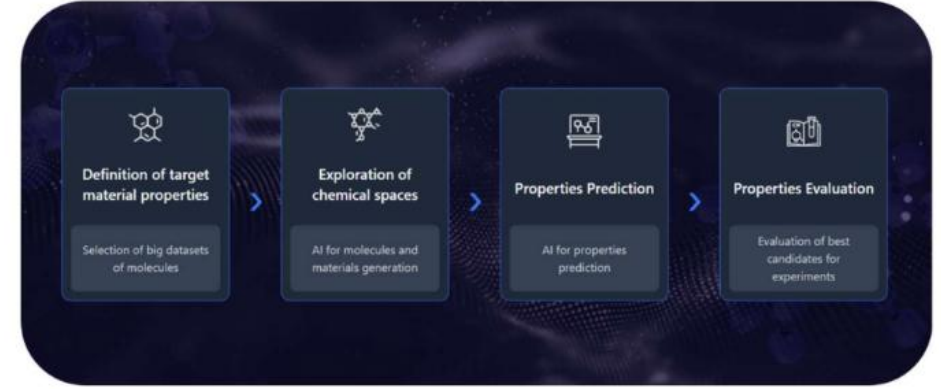 Definition of target
material properties
Selection of big datasets
of molecules
Exploration of
chemical spaces
AI for molecules and
materials generation
Properties Prediction
AI for properties
prediction
Properties Evaluation
Evaluation of best
candidates for
experiments